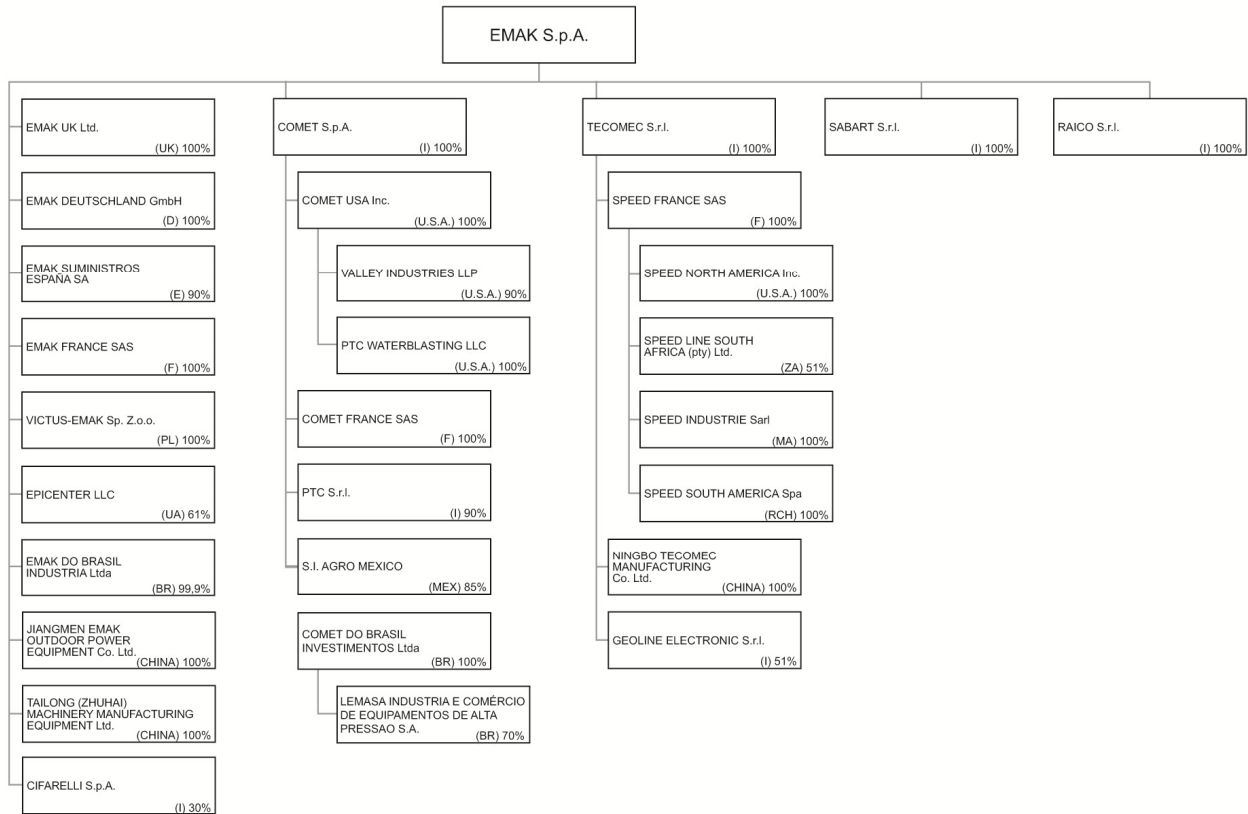 EMAK S.p.A.
EMAK UK Ltd.
(UK) 100%
EMAK DEUTSCHLAND GmbH
(D) 100%
EMAK SUMINISTROS
ESPAÑA SA
(E) 90%
EMAK FRANCE SAS
(F) 100%
VICTUS-EMAK Sp. Z.o.o.
(PL) 100%
EPICENTER LLC
(UA) 61%
EMAK DO BRASIL
INDUSTRIA Ltda
(BR) 99,9%
JIANGMEN EMAK
OUTDOOR POWER
EQUIPMENT Co. Ltd.
(CHINA) 100%
TAILONG (ZHUHAI)
MACHINERY MANUFACTURING
EQUIPMENT Ltd.
(CHINA) 100%
CIFARELLI S.p.A.
(I) 30%
COMET S.p.A.
(I) 100%
COMET USA Inc.
(U.S.A.) 100%
VALLEY INDUSTRIES LLP
(U.S.A.) 90%
PTC WATERBLASTING LLC
(U.S.A.) 100%
COMET FRANCE SAS
(F) 100%
PTC S.r.l.
(I) 90%
S.I. AGRO MEXICO
(MEX) 85%
COMET DO BRASIL
INVESTIMENTOS Ltda
(BR) 100%
LEMASA INDUSTRIA E COMÉRCIO
DE EQUIPAMENTOS DE ALTA
PRESSAO S.A.
(BR) 70%
TECOMEC S.r.l.
(I) 100%
SPEED FRANCE SAS
(F) 100%
SPEED NORTH AMERICA Inc.
(U.S.A.) 100%
SPEED LINE SOUTH
AFRICA (pty) Ltd.
(ZA) 51%
SPEED INDUSTRIE Sarl
(MA) 100%
SPEED SOUTH AMERICA Spa
(RCH) 100%
NINGBO TECOMEC
MANUFACTURING
Co. Ltd.
(CHINA) 100%
GEOLINE ELECTRONIC S.r.l.
(I) 51%
SABART S.r.l.
(I) 100%
RAICO S.r.l.
(I) 100%